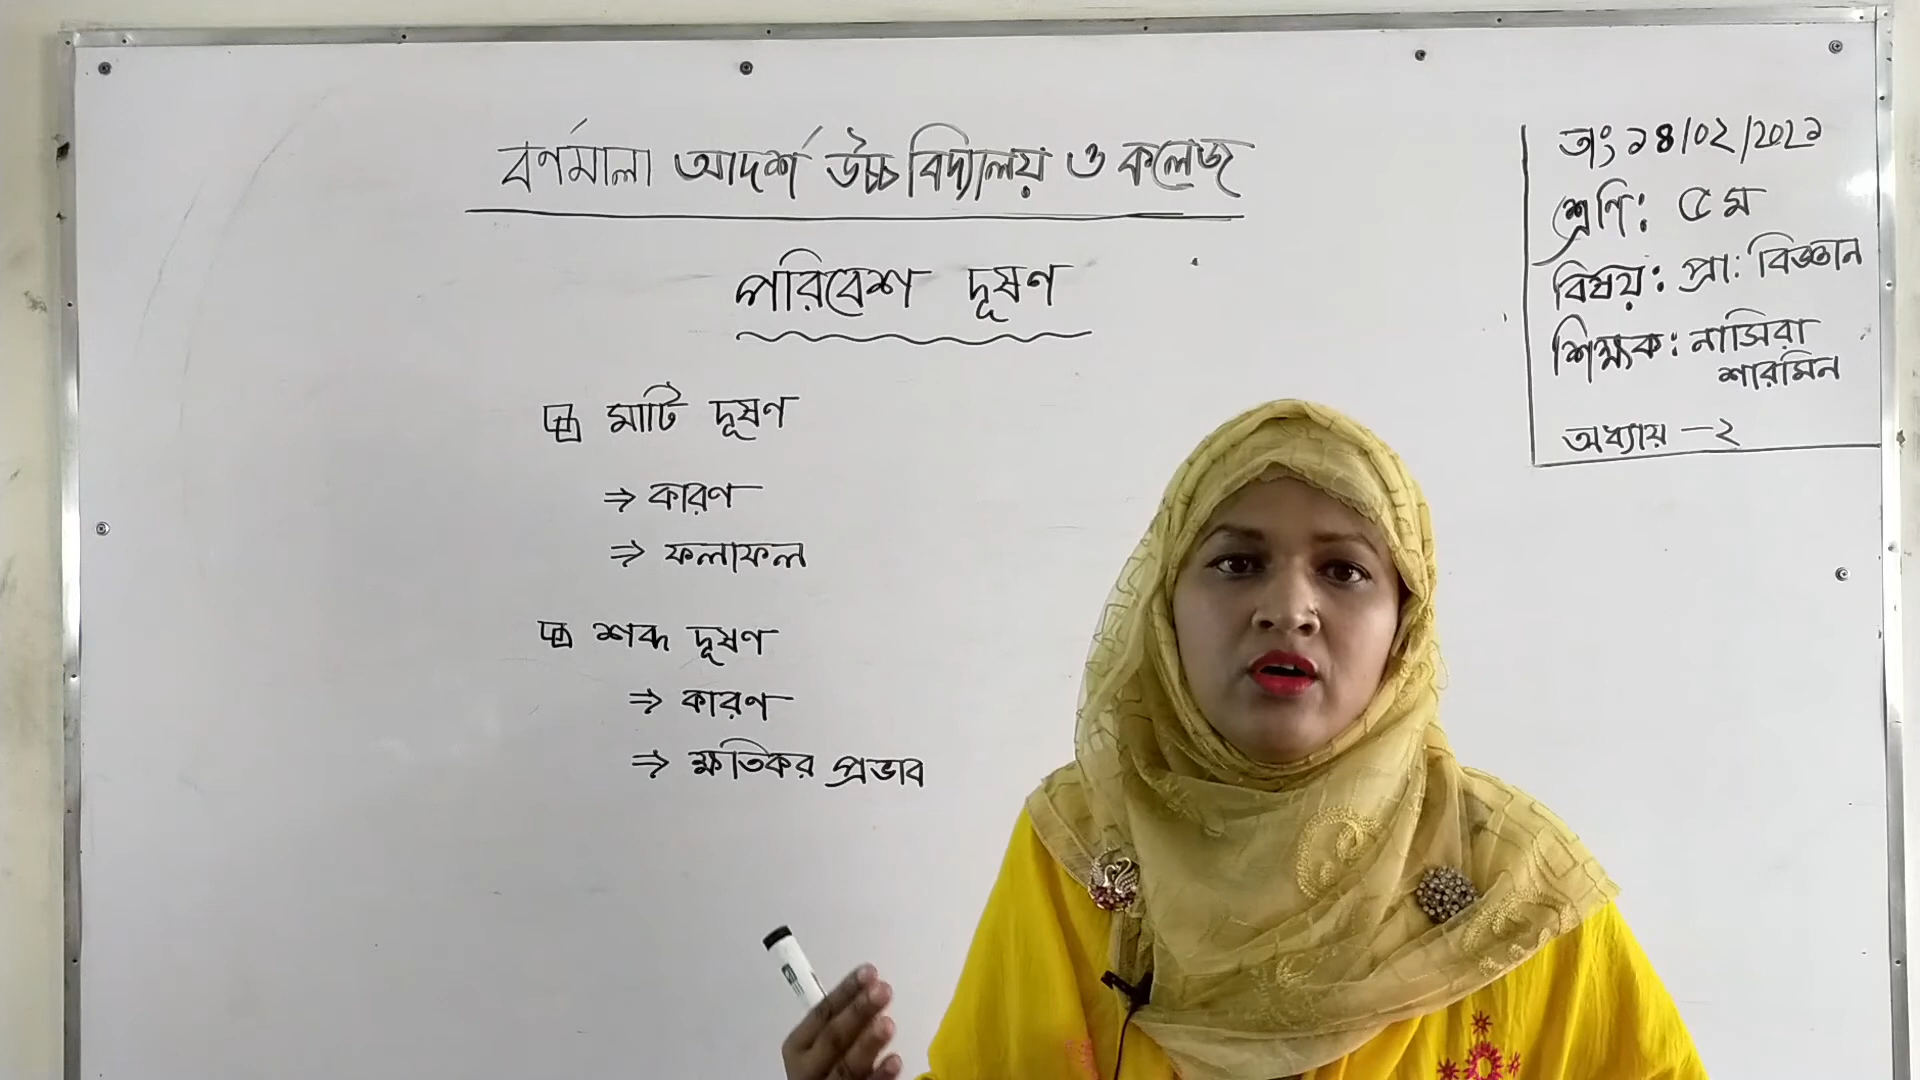 বর্ণমালা আদর্শ উচ্চ বিদ্যালয় ও কলেজ
পরিবেশ দূষণ
মাটি দূষণ
⇒ কারণ
⇒ ফলাফল
শব্দ দূষণ
⇒ কারণ
⇒ ক্ষতিকর প্রভাব
তাং ১৪/০২/২০২১
শ্রেণি: ৫ম
বিষয়: প্রা: বিজ্ঞান
শিক্ষক: নাসিরা
শারমিন
অধ্যায় - ২